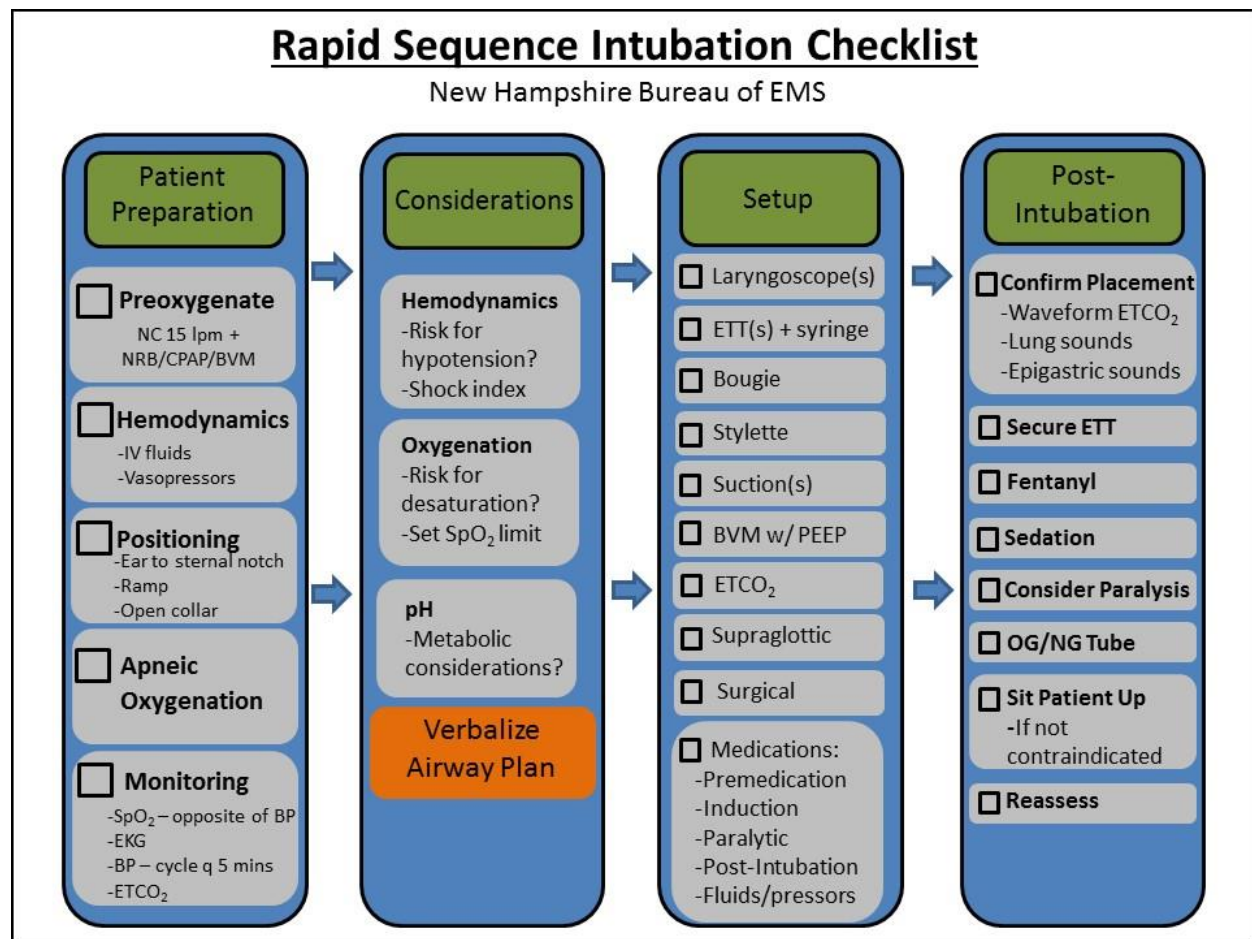 Rapid Sequence Intubation Checklist
New Hampshire Bureau of EMS
Patient
Preparation
Preoxygenate
NC 15 lpm +
NRB/CPAP/BVM
Hemodynamics
-IV fluids
-Vasopressors
Positioning
-Ear to sternal notch
-Ramp
-Open collar
Apneic
Oxygenation
Monitoring
-SpO₂ – opposite of BP
-EKG
-BP – cycle q 5 mins
-ETCO₂
Considerations
Hemodynamics
-Risk for
hypotension?
-Shock index
Oxygenation
-Risk for
desaturation?
-Set SpO₂ limit
pH
-Metabolic
considerations?
Verbalize
Airway Plan
Setup
Laryngoscope(s)
ETT(s) + syringe
Bougie
Stylette
Suction(s)
BVM w/ PEEP
ETCO₂
Supraglottic
Surgical
Medications:
-Premedication
-Induction
-Paralytic
-Post-Intubation
-Fluids/pressors
Post-
Intubation
Confirm Placement
-Waveform ETCO₂
-Lung sounds
-Epigastric sounds
Secure ETT
Fentanyl
Sedation
Consider Paralysis
OG/NG Tube
Sit Patient Up
-If not
contraindicated
Reassess